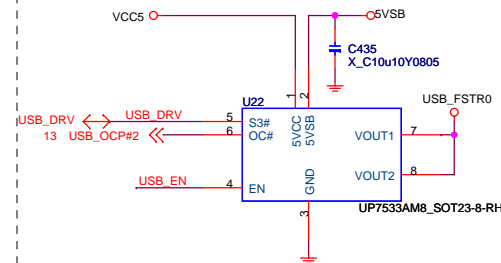 VCC5
5VSB
C435
X_C10u10Y0805
1
2
U22
USB_FSTR0
USB_DRV
USB_DRV
5
S3#
5VCC
5VSB
VOUT1
7
13
USB_OCP#2
6
OC#
USB_EN
4
EN
GND
VOUT2
8
3
UP7533AM8_SOT23-8-RH